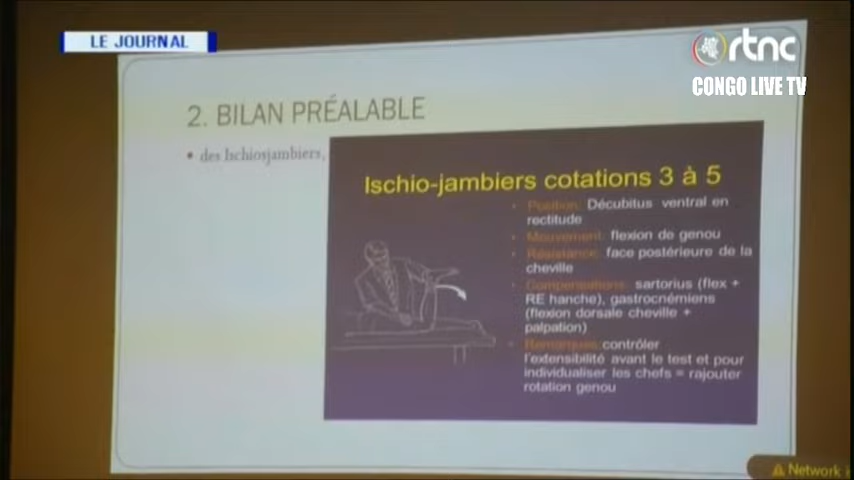 LE JOURNAL
rtnc
CONGO LIVE TV
2. BILAN PRÉALABLE
• des Ischiosjambiers,
Ischio-jambiers cotations 3 à 5
• Position: Décubitus ventral en
rectitude
• Mouvement: flexion de genou
• Résistance: face postérieure de la
cheville
• Compensations: sartorius (flex +
RE hanche), gastrocnémiens
(flexion dorsale cheville +
palpation)
• Remarques: contrôler
l'extensibilité avant le test et pour
individualiser les chefs = rajouter
rotation genou
Network